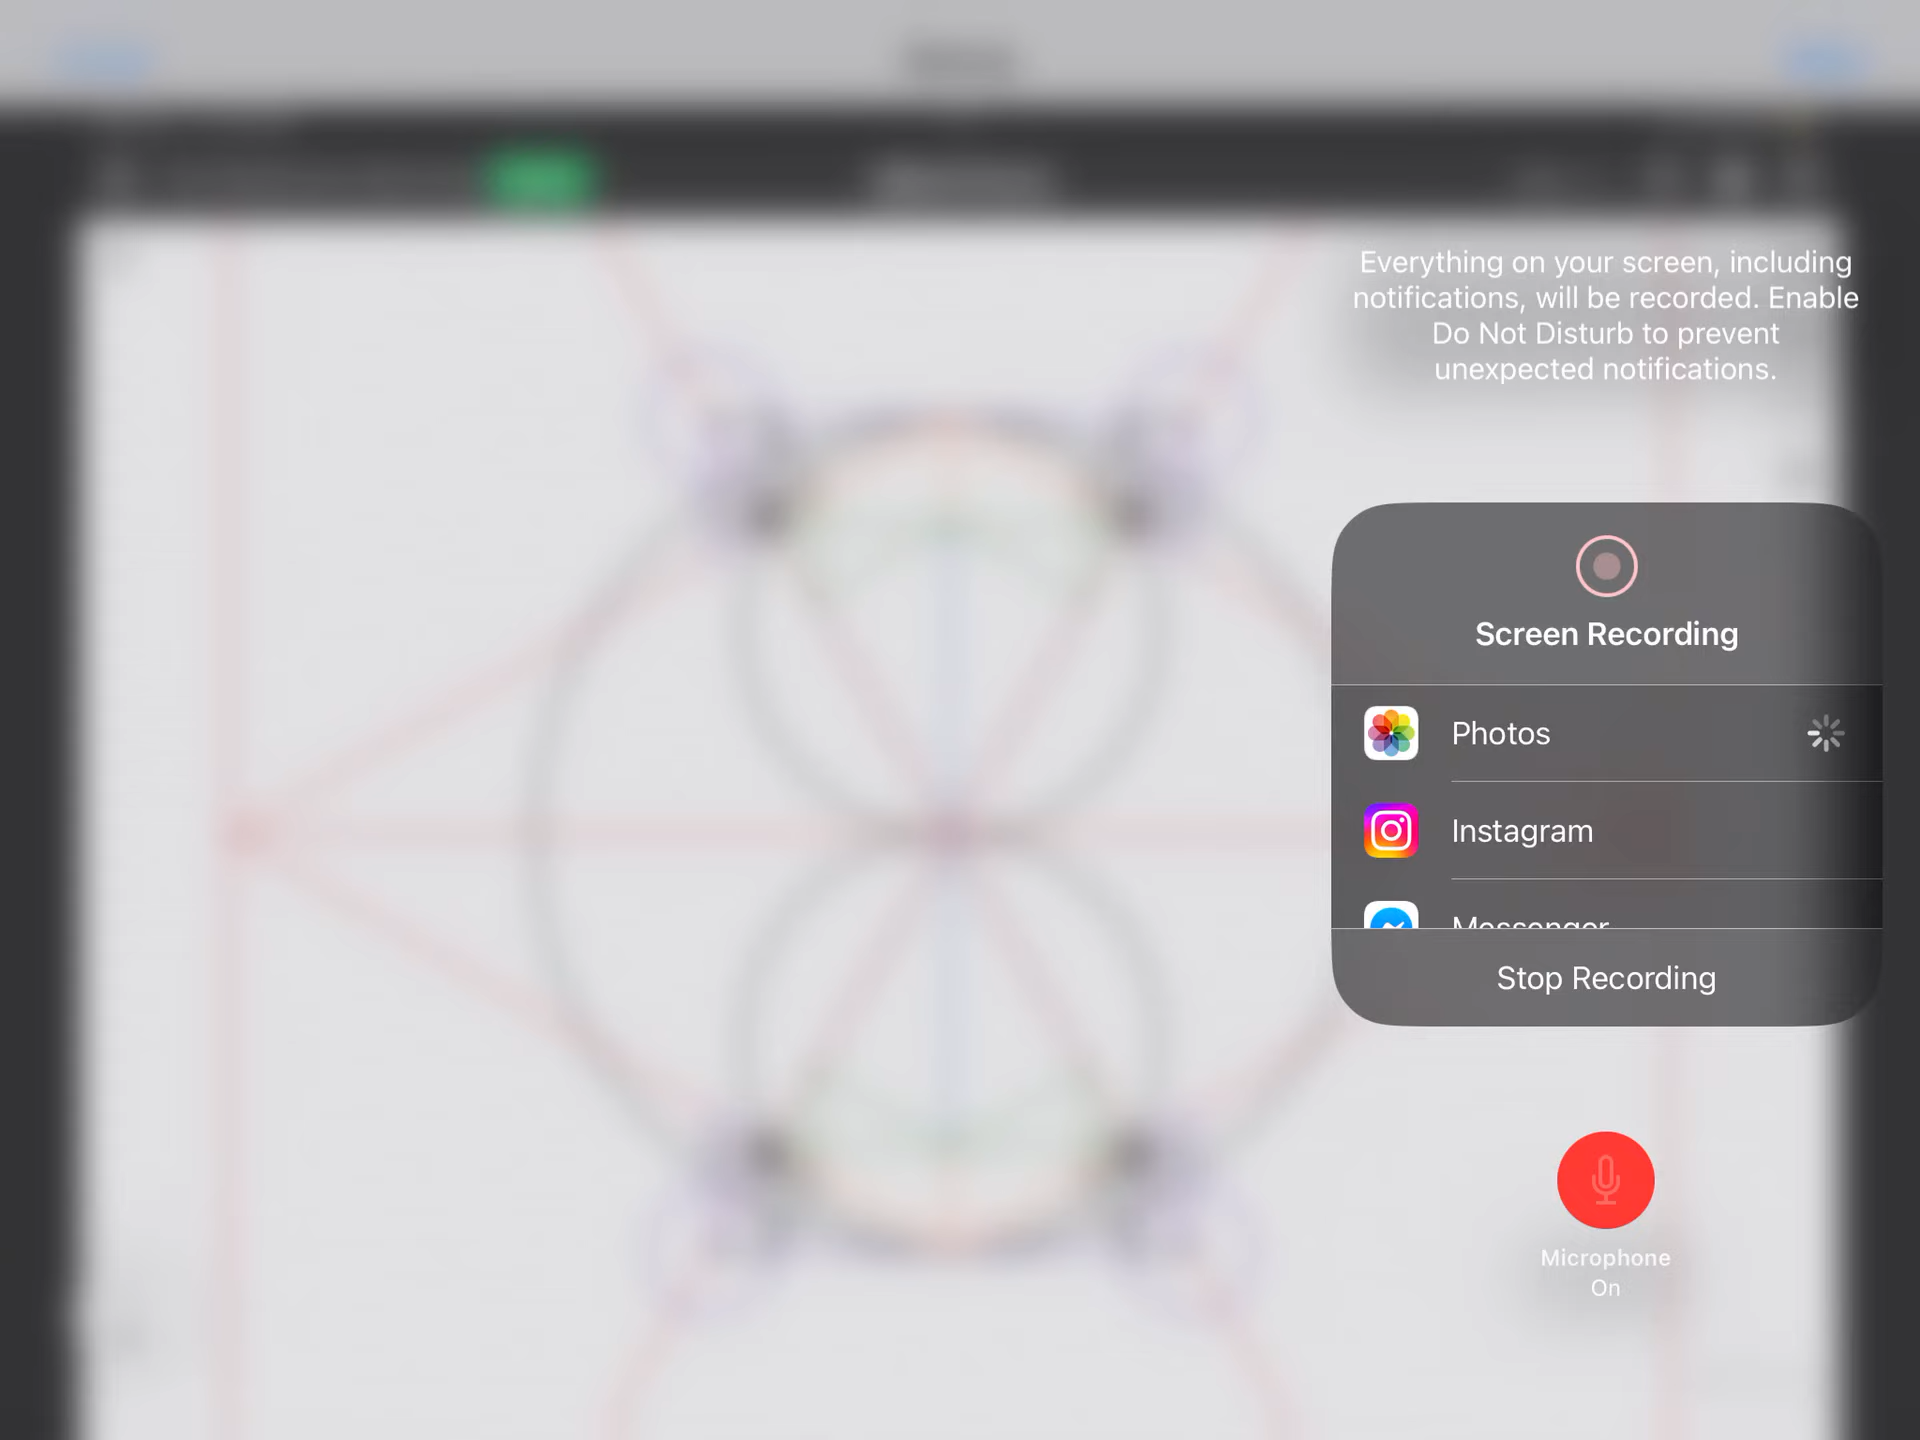 Everything on your screen, including
notifications, will be recorded. Enable
Do Not Disturb to prevent
unexpected notifications.
Screen Recording
Photos
Instagram
Messenger
Stop Recording
Microphone
On